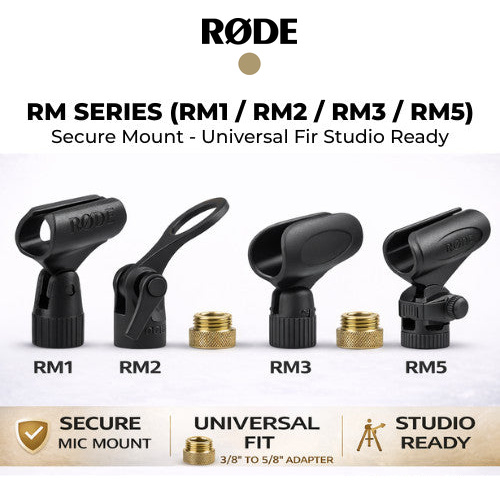 RØDE
RM SERIES (RM1 / RM2 / RM3 / RM5)
Secure Mount - Universal Fir Studio Ready
RØDE
RØDE
RM1
RM2
RM3
RM5
SECURE
MIC MOUNT
UNIVERSAL
FIT
3/8" TO 5/8" ADAPTER
STUDIO
READY